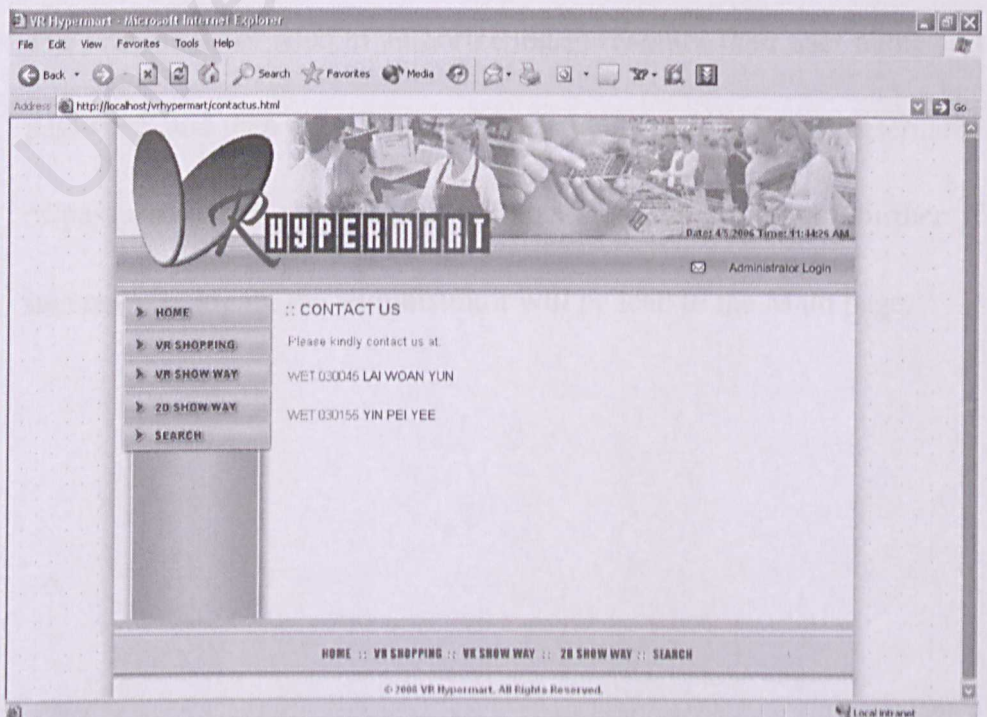 VR Hypermart - Microsoft Internet Explorer
File Edit View Favorites Tools Help
Back Search Favorites Media
Address http://localhost/vrhypermart/contactus.html Go
VR HYPERMART
Date: 4/5/2006 Time: 11:44:26 AM
Administrator Login
HOME
VR SHOPPING
VR SHOW WAY
2D SHOW WAY
SEARCH
:: CONTACT US
Please kindly contact us at:
WET 030045 LAI WOAN YUN
WET 030156 YIN PEI YEE
HOME :: VR SHOPPING :: VR SHOW WAY :: 2D SHOW WAY :: SEARCH
VR Hypermart. All Rights Reserved.
Local intranet